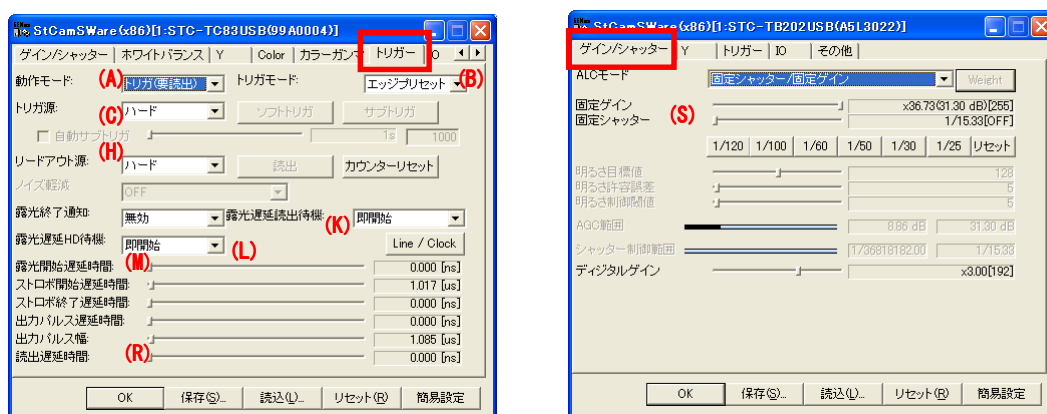 StCamSWare(x86)[1:STC-TC83USB(99A0004)]
ゲイン/シャッター ホワイトバランス Y Color カラーガンマ トリガー IO
動作モード: (A) トリガ(要読出) トリガモード: エッジプリセット (B)
トリガ源: (C) ハード ソフトトリガ サブトリガ
自動サブトリガ 1s 1000
(H)
リードアウト源: ハード 読出 カウンターリセット
ノイズ軽減 OFF
露光終了通知: 無効 露光遅延読出待機: (K) 即開始
露光遅延HD待機: 即開始 (L) Line / Clock
露光開始遅延時間: (M) 0.000 [ns]
ストロボ開始遅延時間: 1.017 [us]
ストロボ終了遅延時間: 0.000 [ns]
出力パルス遅延時間: 0.000 [ns]
出力パルス幅: 1.085 [us]
読出遅延時間: (R) 0.000 [ns]
OK 保存(S)... 読込(L)... リセット(R) 簡易設定
StCamSWare(x86)[1:STC-TB202USB(A5L3022)]
ゲイン/シャッター Y トリガー IO その他
ALCモード 固定シャッター/固定ゲイン Weight
固定ゲイン x36.73(31.30 dB)[255]
固定シャッター (S) 1/15.33[OFF]
1/120 1/100 1/60 1/50 1/30 1/25 リセット
明るさ目標値 128
明るさ許容誤差 5
明るさ制御閾値 5
AGC範囲 8.86 dB 31.30 dB
シャッター制御範囲 1/36818182.00 1/15.33
ディジタルゲイン x3.00[192]
OK 保存(S)... 読込(L)... リセット(R) 簡易設定